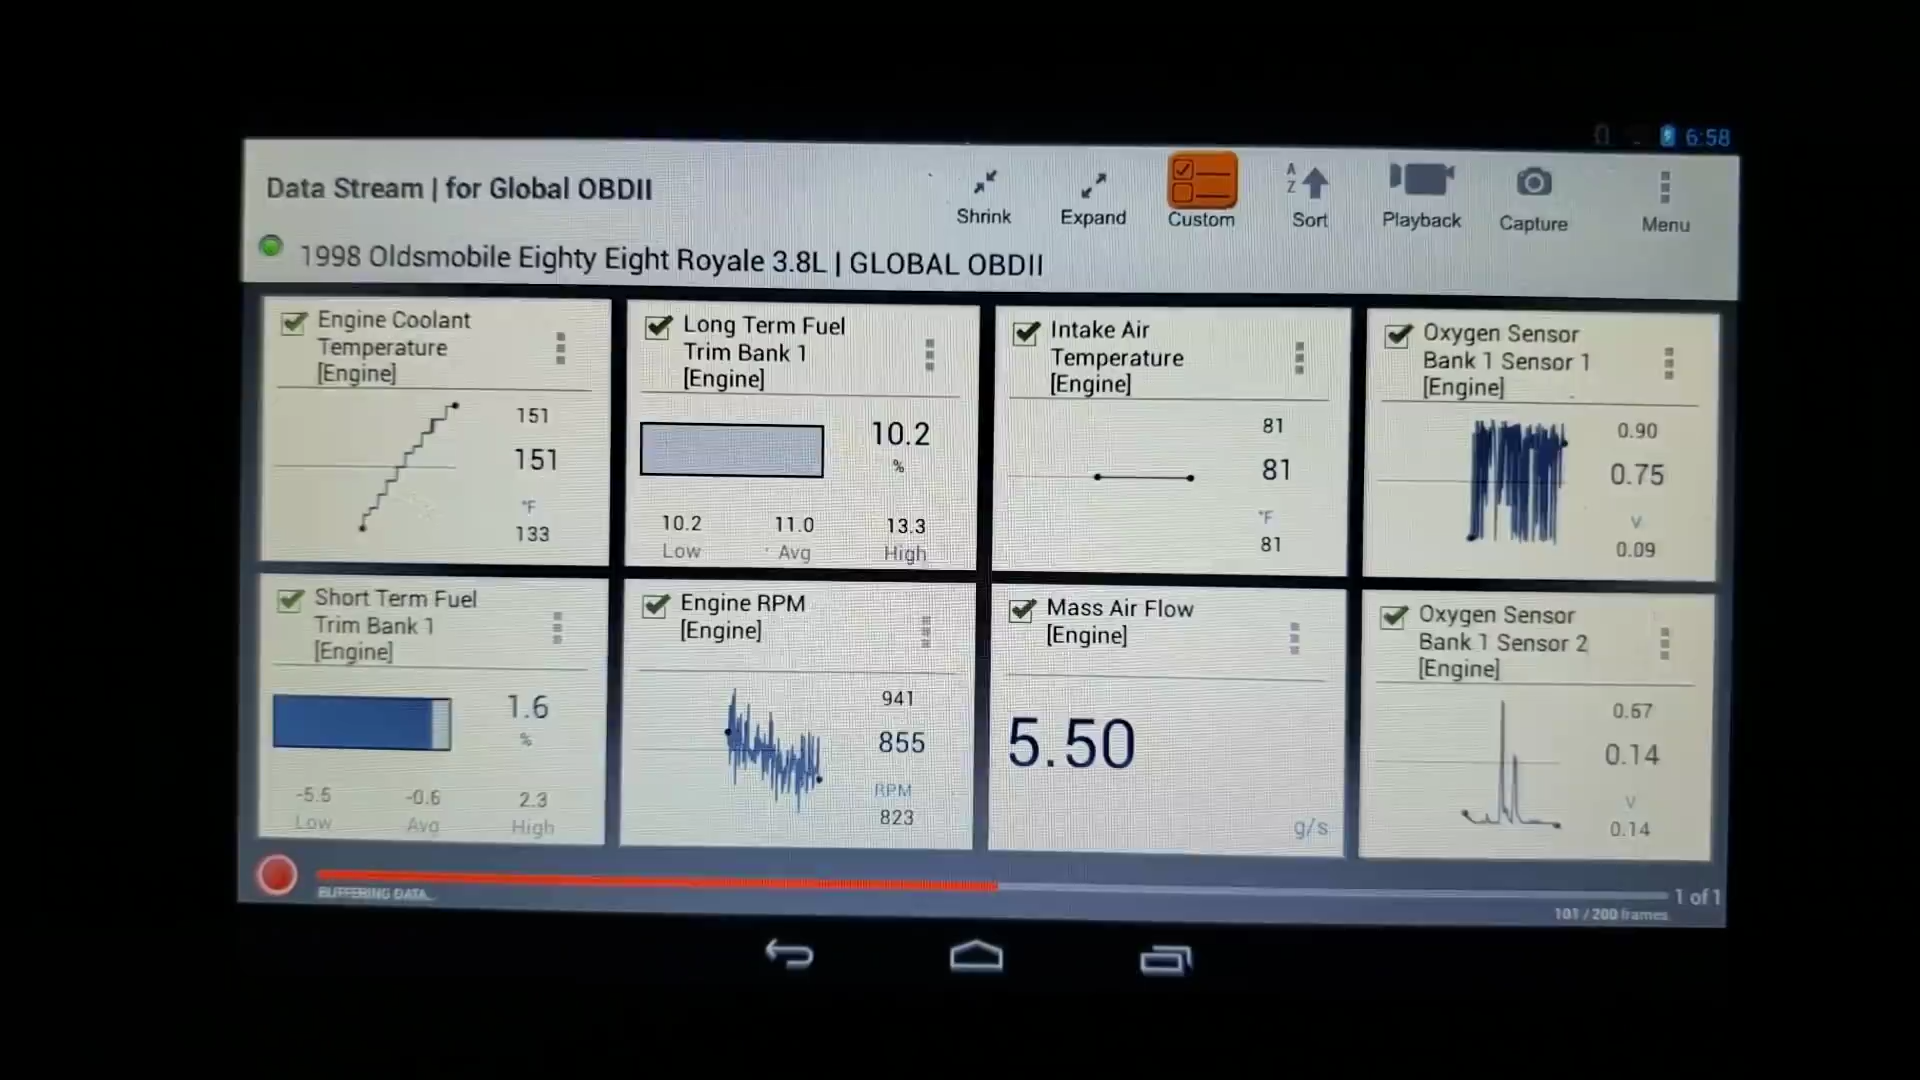 6:58
Data Stream | for Global OBDII
Shrink
Expand
Custom
A
Z
Sort
Playback
Capture
Menu
1998 Oldsmobile Eighty Eight Royale 3.8L | GLOBAL OBDII
Engine Coolant
Temperature
[Engine]
151
151
°F
133
Long Term Fuel
Trim Bank 1
[Engine]
10.2
%
10.2 11.0 13.3
Low Avg High
Intake Air
Temperature
[Engine]
81
81
°F
81
Oxygen Sensor
Bank 1 Sensor 1
[Engine]
0.90
0.75
V
0.09
Short Term Fuel
Trim Bank 1
[Engine]
1.6
%
-5.5 -0.6 2.3
Low Avg High
Engine RPM
[Engine]
941
855
RPM
823
Mass Air Flow
[Engine]
5.50
g/s
Oxygen Sensor
Bank 1 Sensor 2
[Engine]
0.67
0.14
V
0.14
BUFFERING DATA...
1 of 1
101 / 200 frames